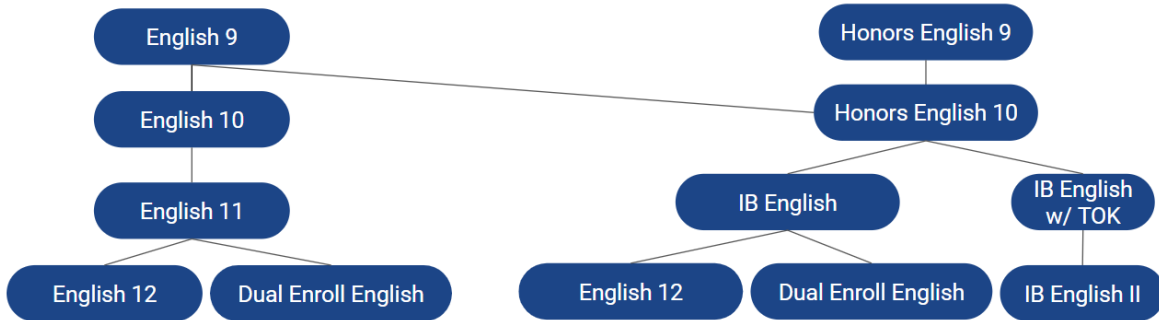 English 9
Honors English 9
English 10
Honors English 10
English 11
IB English
IB English
w/ TOK
English 12
Dual Enroll English
English 12
Dual Enroll English
IB English II